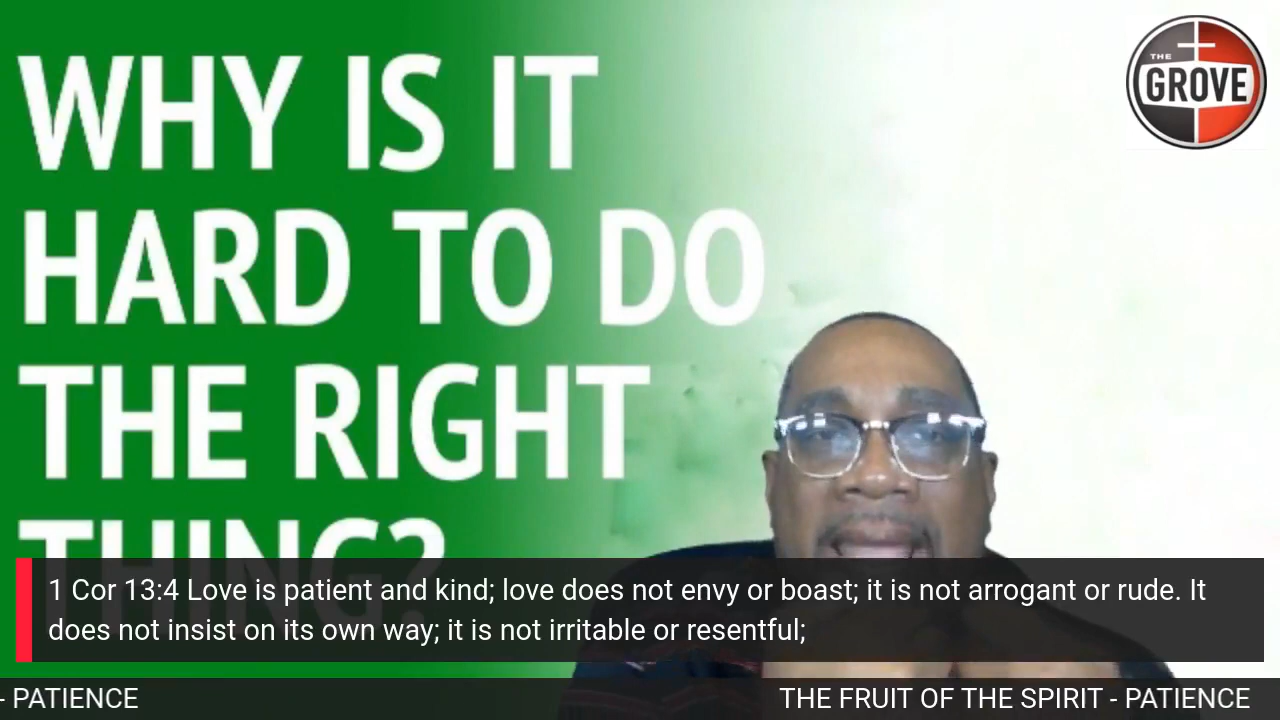 WHY IS IT
HARD TO DO
THE RIGHT
THING?
THE
GROVE
1 Cor 13:4 Love is patient and kind; love does not envy or boast; it is not arrogant or rude. It
does not insist on its own way; it is not irritable or resentful;
- PATIENCE
THE FRUIT OF THE SPIRIT - PATIENCE